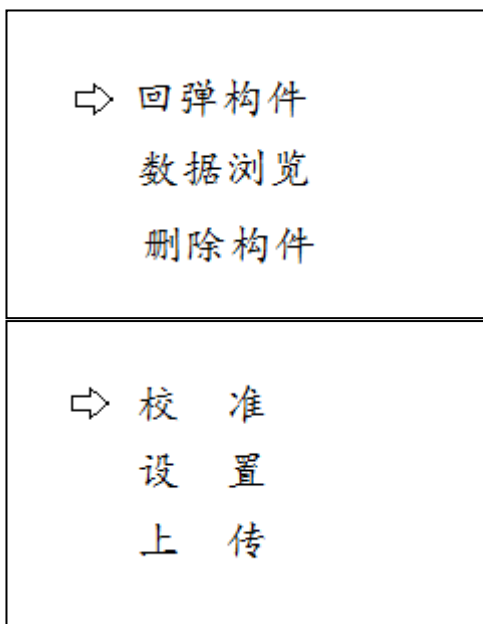 回弹构件
数据浏览
删除构件
校 准
设 置
上 传